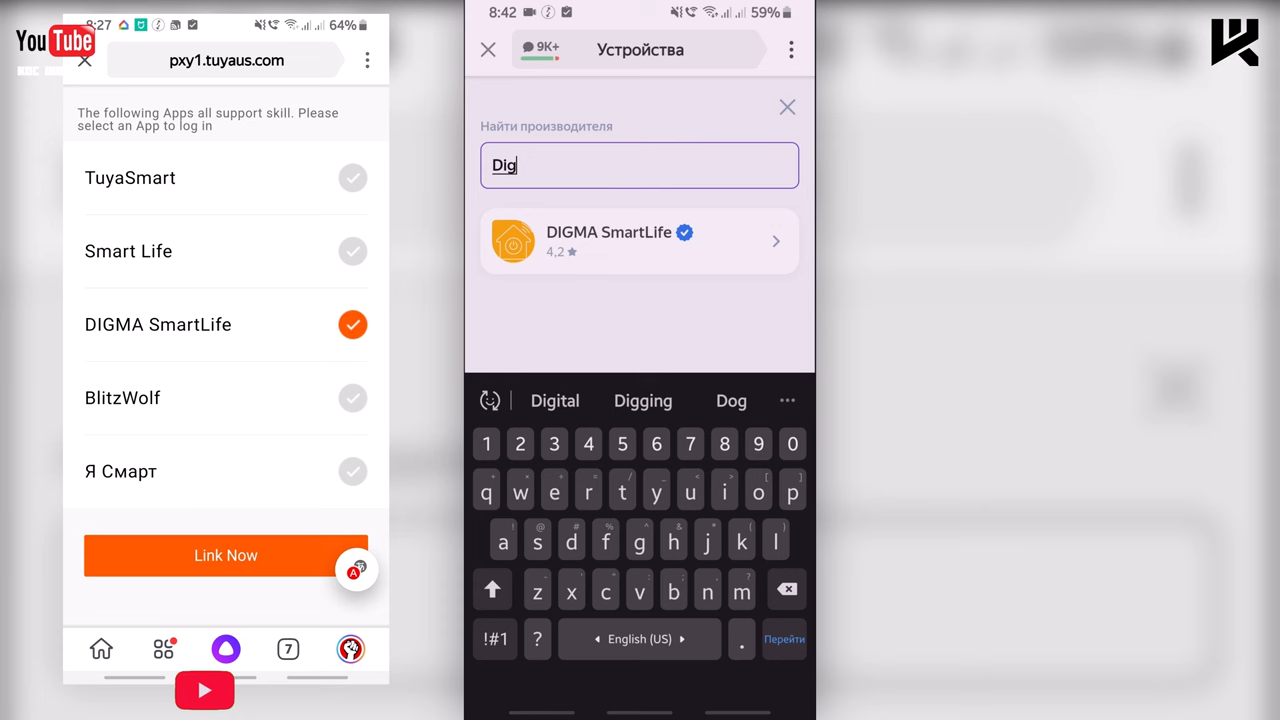 YouTube
8:27
64%
pxy1.tuyaus.com
The following Apps all support skill. Please
select an App to log in
TuyaSmart
Smart Life
DIGMA SmartLife
BlitzWolf
Я Смарт
Link Now
A
7
8:42
59%
9K+
Устройства
Найти производителя
Dig
DIGMA SmartLife
4,2
Digital
Digging
Dog
1 2 3 4 5 6 7 8 9 0
q w e r t y u i o p
a s d f g h j k l
z x c v b n m
!#1 ? English (US) . Перейти